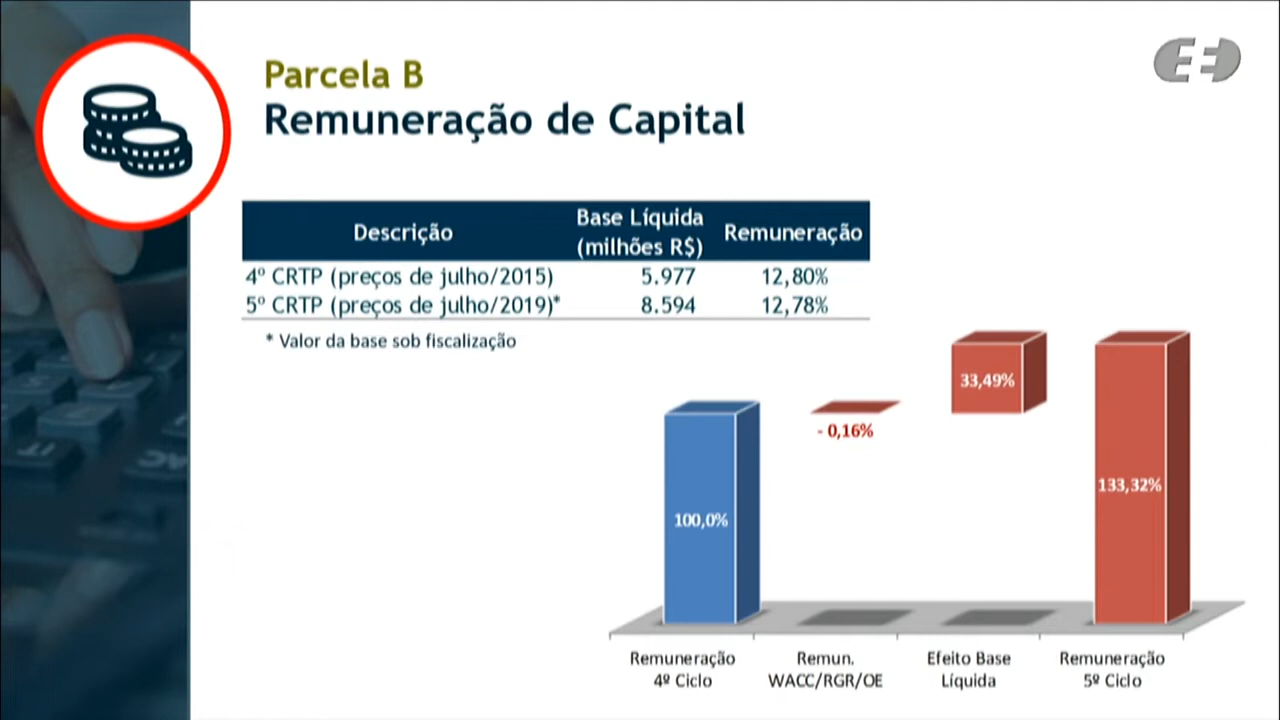 Parcela B
Remuneração de Capital
Descrição
Base Líquida
(milhões R$)
Remuneração
4º CRTP (preços de julho/2015) 5.977 12,80%
5º CRTP (preços de julho/2019)* 8.594 12,78%
* Valor da base sob fiscalização
33,49%
- 0,16%
133,32%
100,0%
Remuneração
4º Ciclo
Remun.
WACC/RGR/OE
Efeito Base
Líquida
Remuneração
5º Ciclo